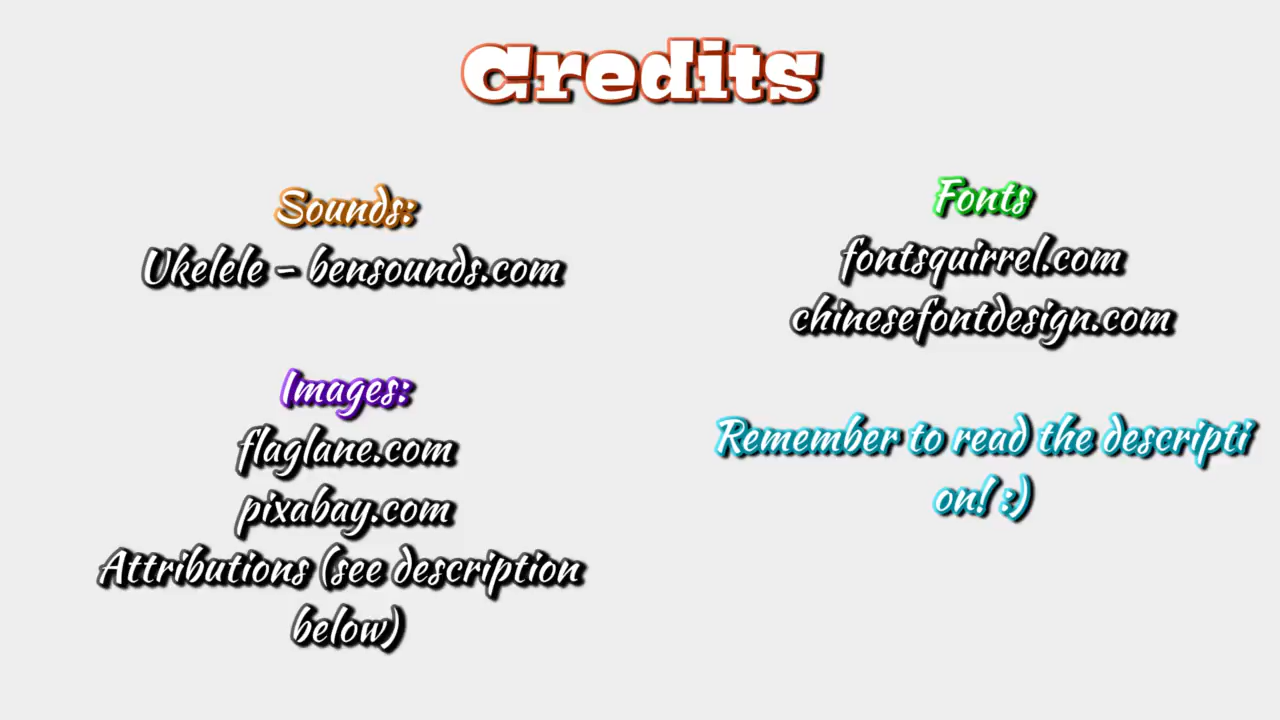 Credits
Sounds:
Ukelele - bensounds.com
Images:
flaglane.com
pixabay.com
Attributions (see description
below)
Fonts
fontsquirrel.com
chinesefontdesign.com
Remember to read the descripti
on! :)